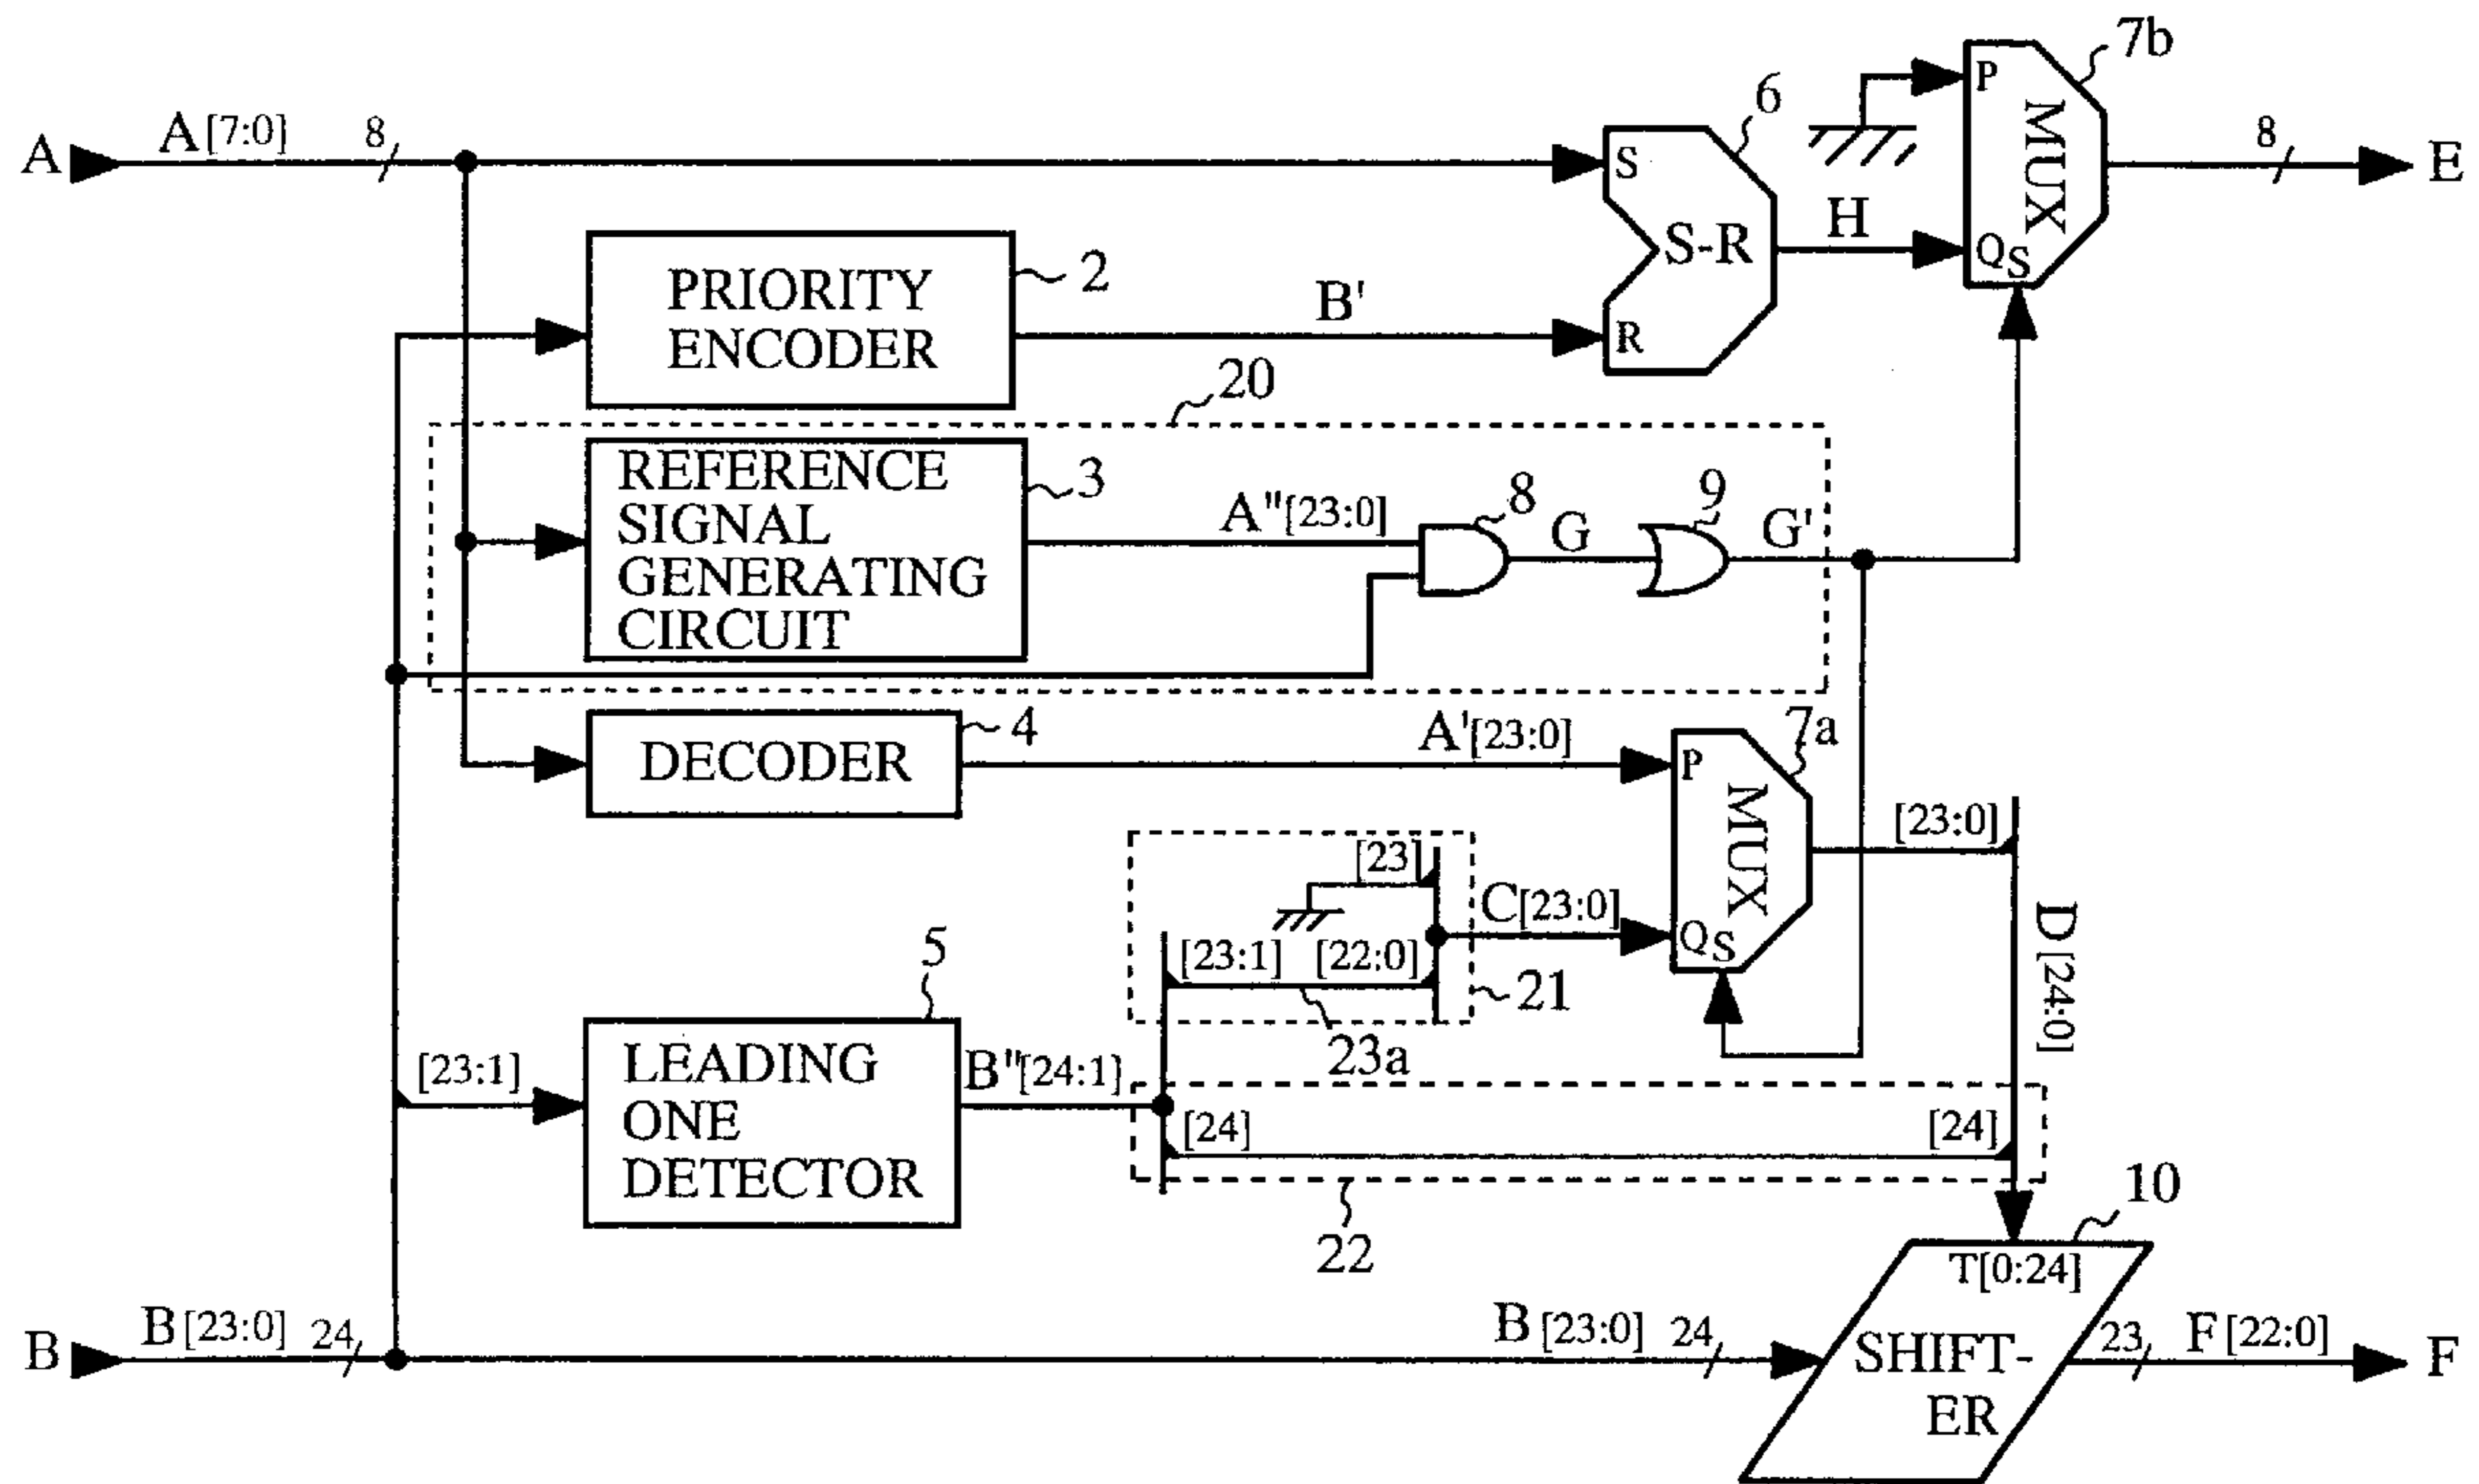 7b
P
MUX
Q
S
6
A
A[7:0]
8
S
S-R
R
H
8
E
PRIORITY
ENCODER
2
B'
20
REFERENCE
SIGNAL
GENERATING
CIRCUIT
3
A"[23:0]
8
G
9
G'
DECODER
4
A'[23:0]
7a
P
MUX
Q
S
[23:0]
[23]
C[23:0]
[23:1]
[22:0]
21
23a
D[24:0]
5
[23:1]
LEADING
ONE
DETECTOR
B"[24:1]
[24]
[24]
22
10
T[0:24]
B
B[23:0]
24
B[23:0]
24
SHIFT-
ER
23
F[22:0]
F